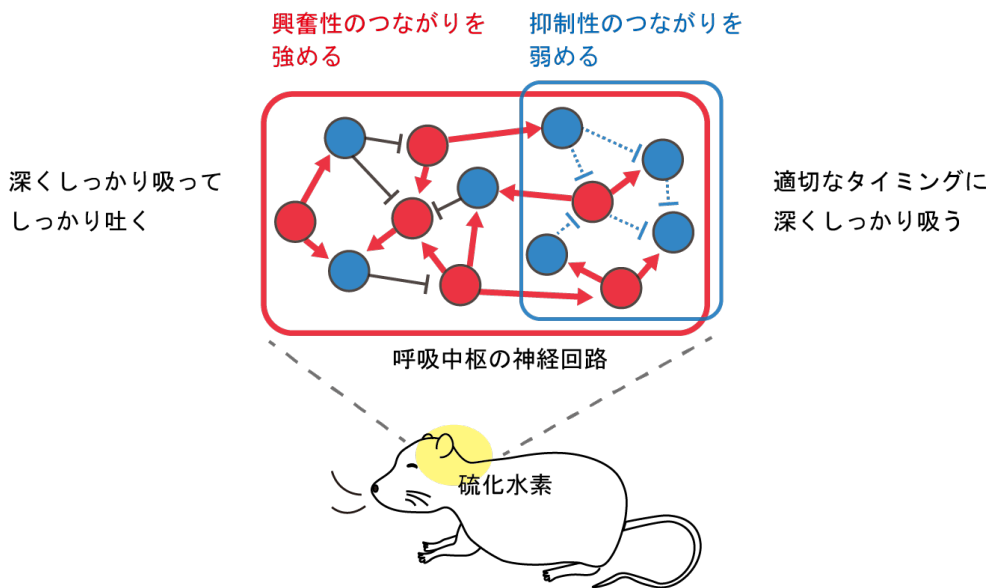 興奮性のつながりを
強める
抑制性のつながりを
弱める
深くしっかり吸って
しっかり吐く
適切なタイミングに
深くしっかり吸う
呼吸中枢の神経回路
硫化水素